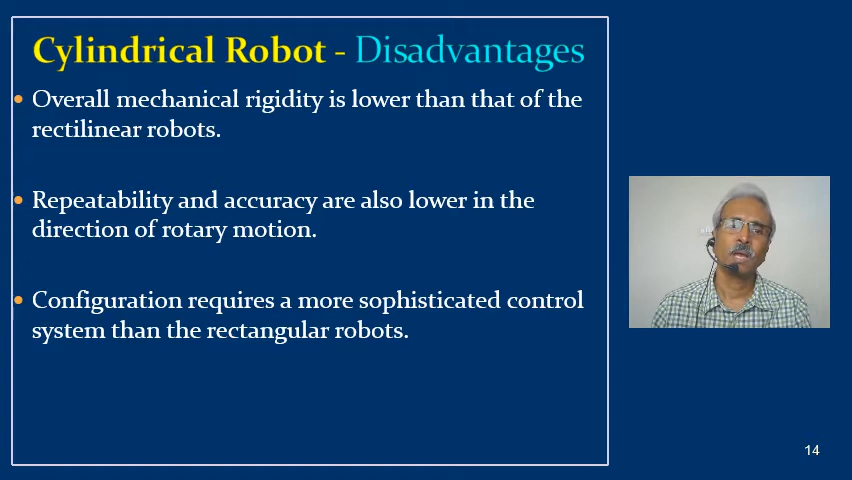 Cylindrical Robot - Disadvantages
• Overall mechanical rigidity is lower than that of the
rectilinear robots.
• Repeatability and accuracy are also lower in the
direction of rotary motion.
• Configuration requires a more sophisticated control
system than the rectangular robots.
14